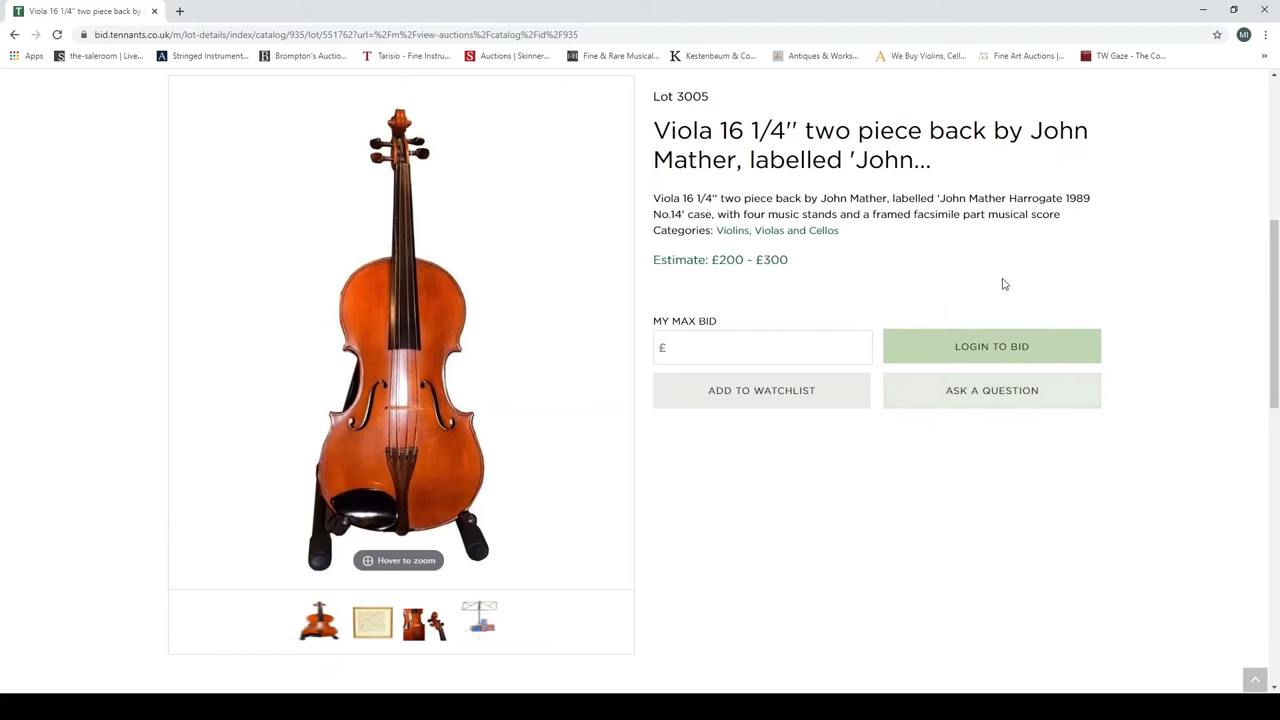 Viola 16 1/4'' two piece back by J
bid.tennants.co.uk/m/lot-details/index/catalog/935/lot/551762?url=%2Fm%2Fview-auctions%2Fcatalog%2Fid%2F935
MI
Apps the-saleroom | Live... Stringed Instrument... Brompton's Auctio... Tarisio - Fine Instru... Auctions | Skinner... Fine & Rare Musical... Kestenbaum & Co... Antiques & Works... We Buy Violins, Cell... Fine Art Auctions |... TW Gaze - The Co...
Lot 3005
Viola 16 1/4'' two piece back by John
Mather, labelled 'John...
Viola 16 1/4'' two piece back by John Mather, labelled 'John Mather Harrogate 1989
No.14' case, with four music stands and a framed facsimile part musical score
Categories: Violins, Violas and Cellos
Estimate: £200 - £300
MY MAX BID
£
LOGIN TO BID
ADD TO WATCHLIST
ASK A QUESTION
Hover to zoom